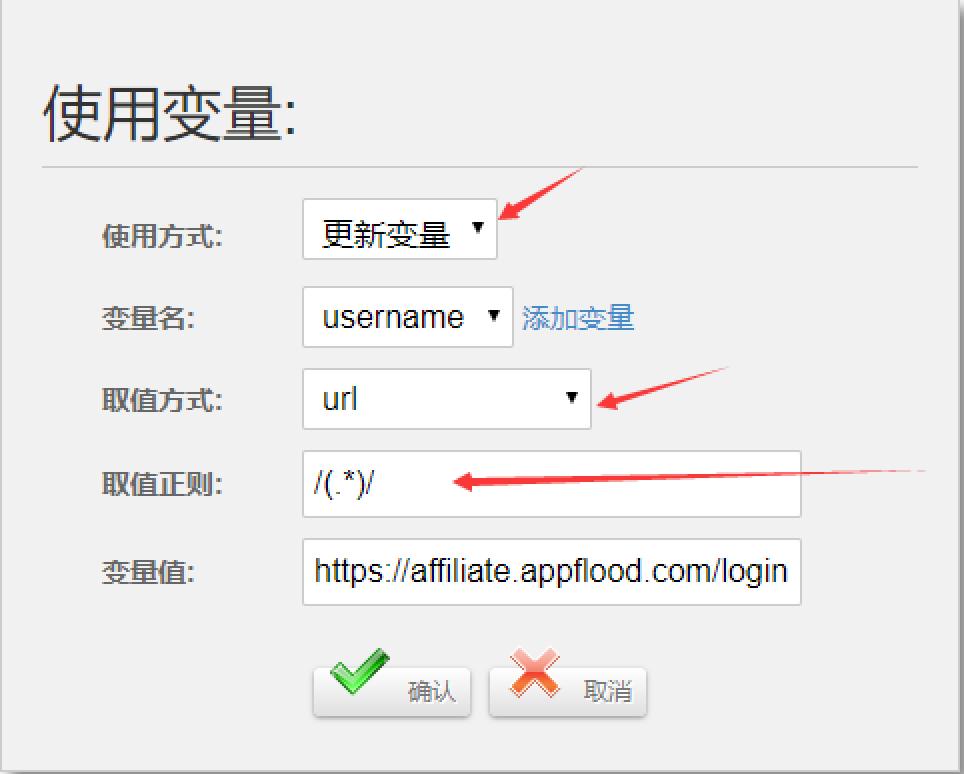 使用变量:
使用方式: 更新变量
变量名: username 添加变量
取值方式: url
取值正则: /(.*)/
变量值: https://affiliate.appflood.com/login
确认 取消